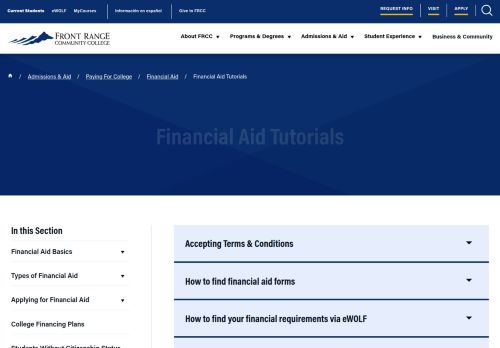 Current Students eWOLF MyCourses Información en español Give to FRCC REQUEST INFO VISIT APPLY
FRONT RANGE
COMMUNITY COLLEGE
About FRCC Programs & Degrees Admissions & Aid Student Experience Business & Community
/ Admissions & Aid / Paying For College / Financial Aid / Financial Aid Tutorials
Financial Aid Tutorials
In this Section
Financial Aid Basics
Types of Financial Aid
Applying for Financial Aid
College Financing Plans
Students Without Citizenship Status
Accepting Terms & Conditions
How to find financial aid forms
How to find your financial requirements via eWOLF